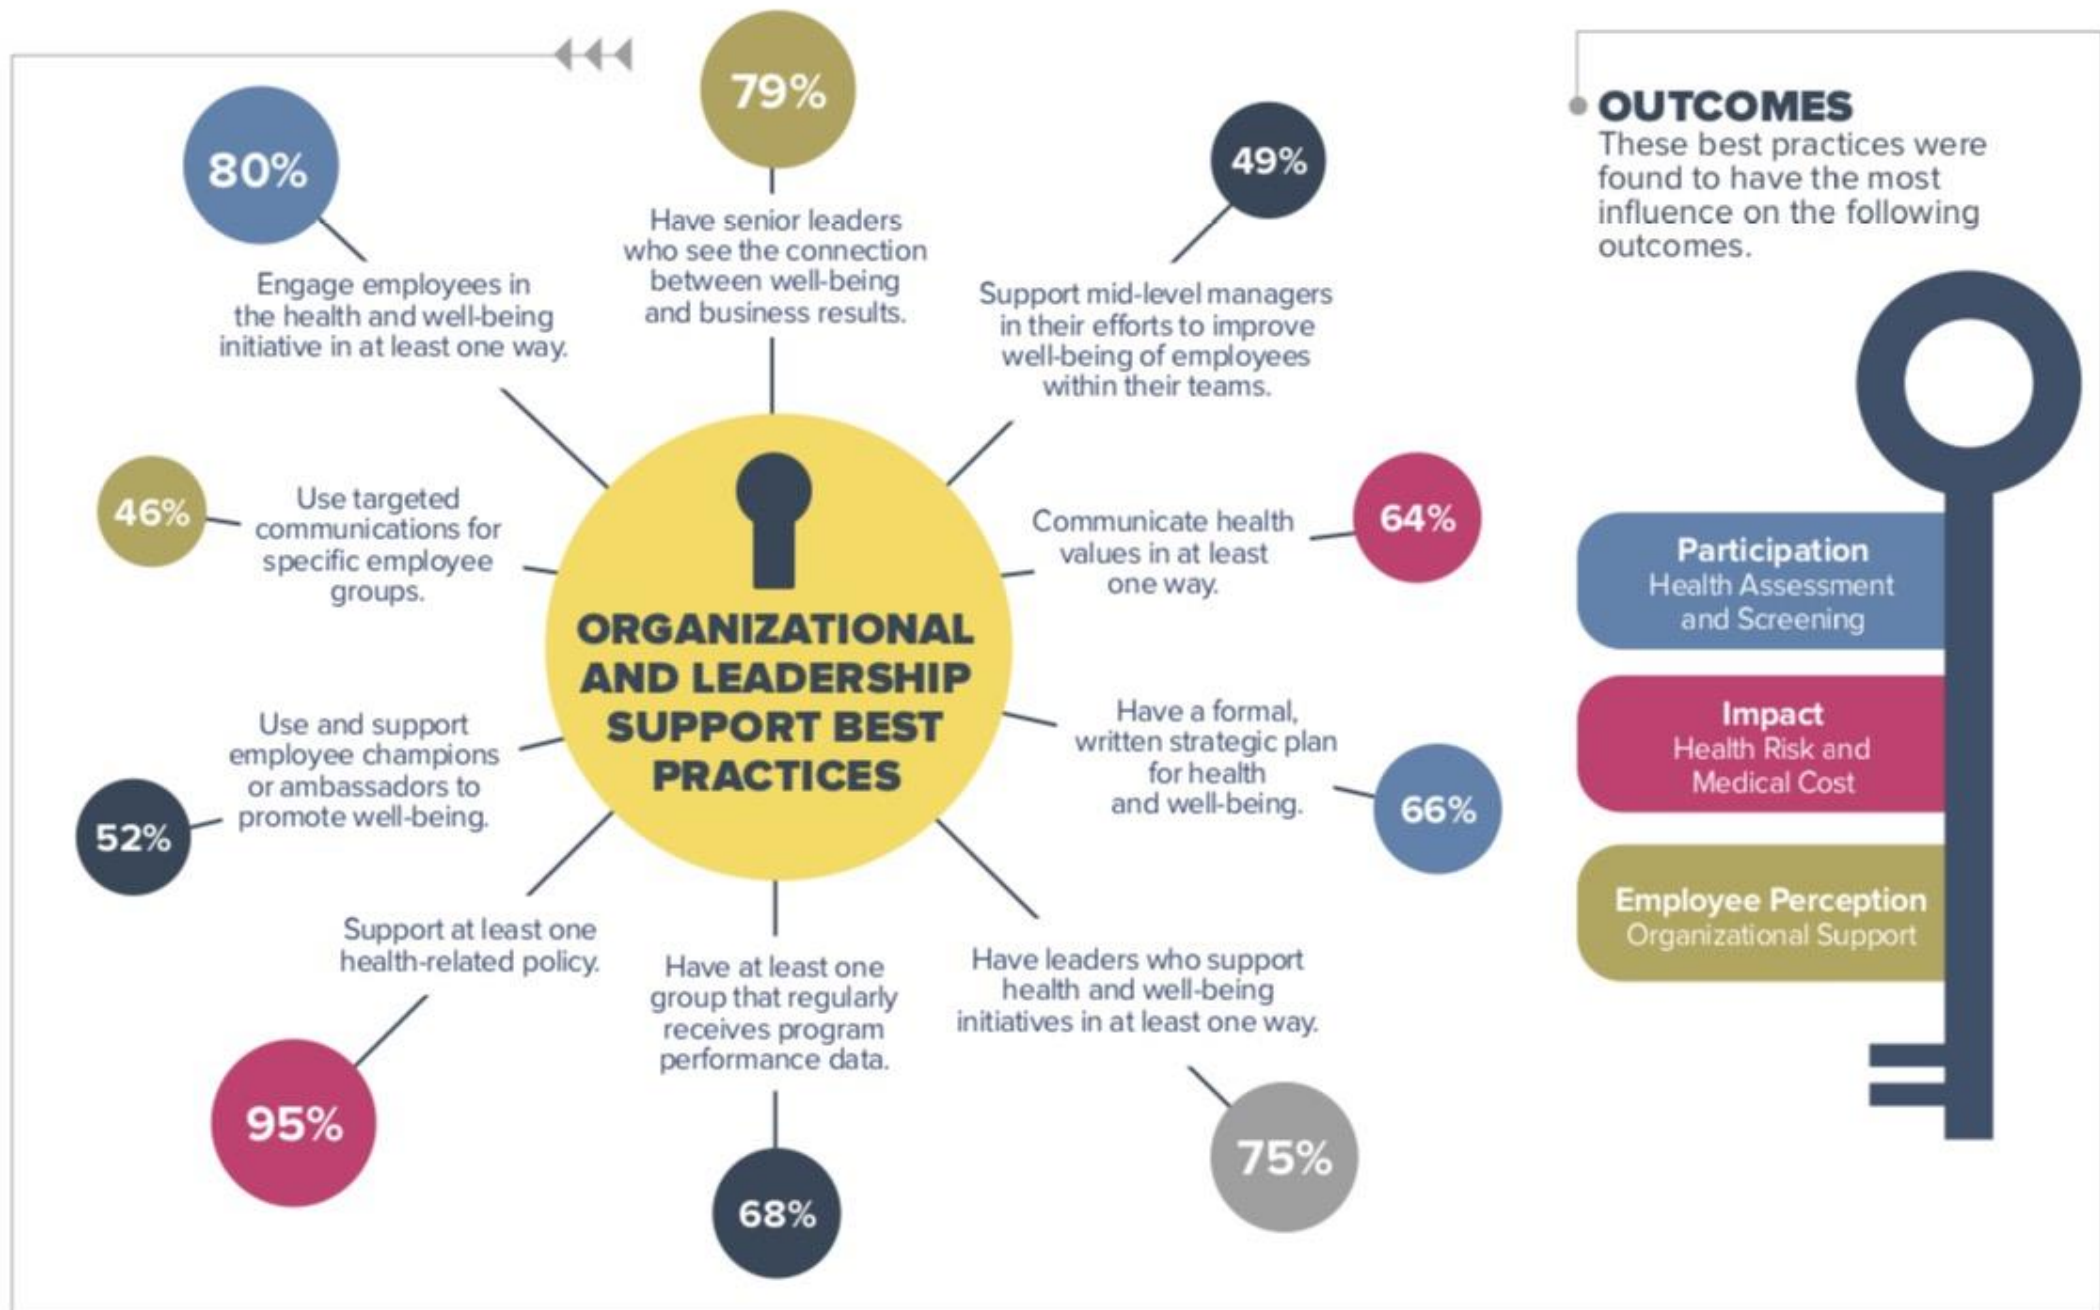 79%
Have senior leaders
who see the connection
between well-being
and business results.
80%
Engage employees in
the health and well-being
initiative in at least one way.
49%
Support mid-level managers
in their efforts to improve
well-being of employees
within their teams.
46%
Use targeted
communications for
specific employee
groups.
64%
Communicate health
values in at least
one way.
ORGANIZATIONAL
AND LEADERSHIP
SUPPORT BEST
PRACTICES
52%
Use and support
employee champions
or ambassadors to
promote well-being.
66%
Have a formal,
written strategic plan
for health
and well-being.
95%
Support at least one
health-related policy.
68%
Have at least one
group that regularly
receives program
performance data.
75%
Have leaders who support
health and well-being
initiatives in at least one way.
OUTCOMES
These best practices were
found to have the most
influence on the following
outcomes.
Participation
Health Assessment
and Screening
Impact
Health Risk and
Medical Cost
Employee Perception
Organizational Support